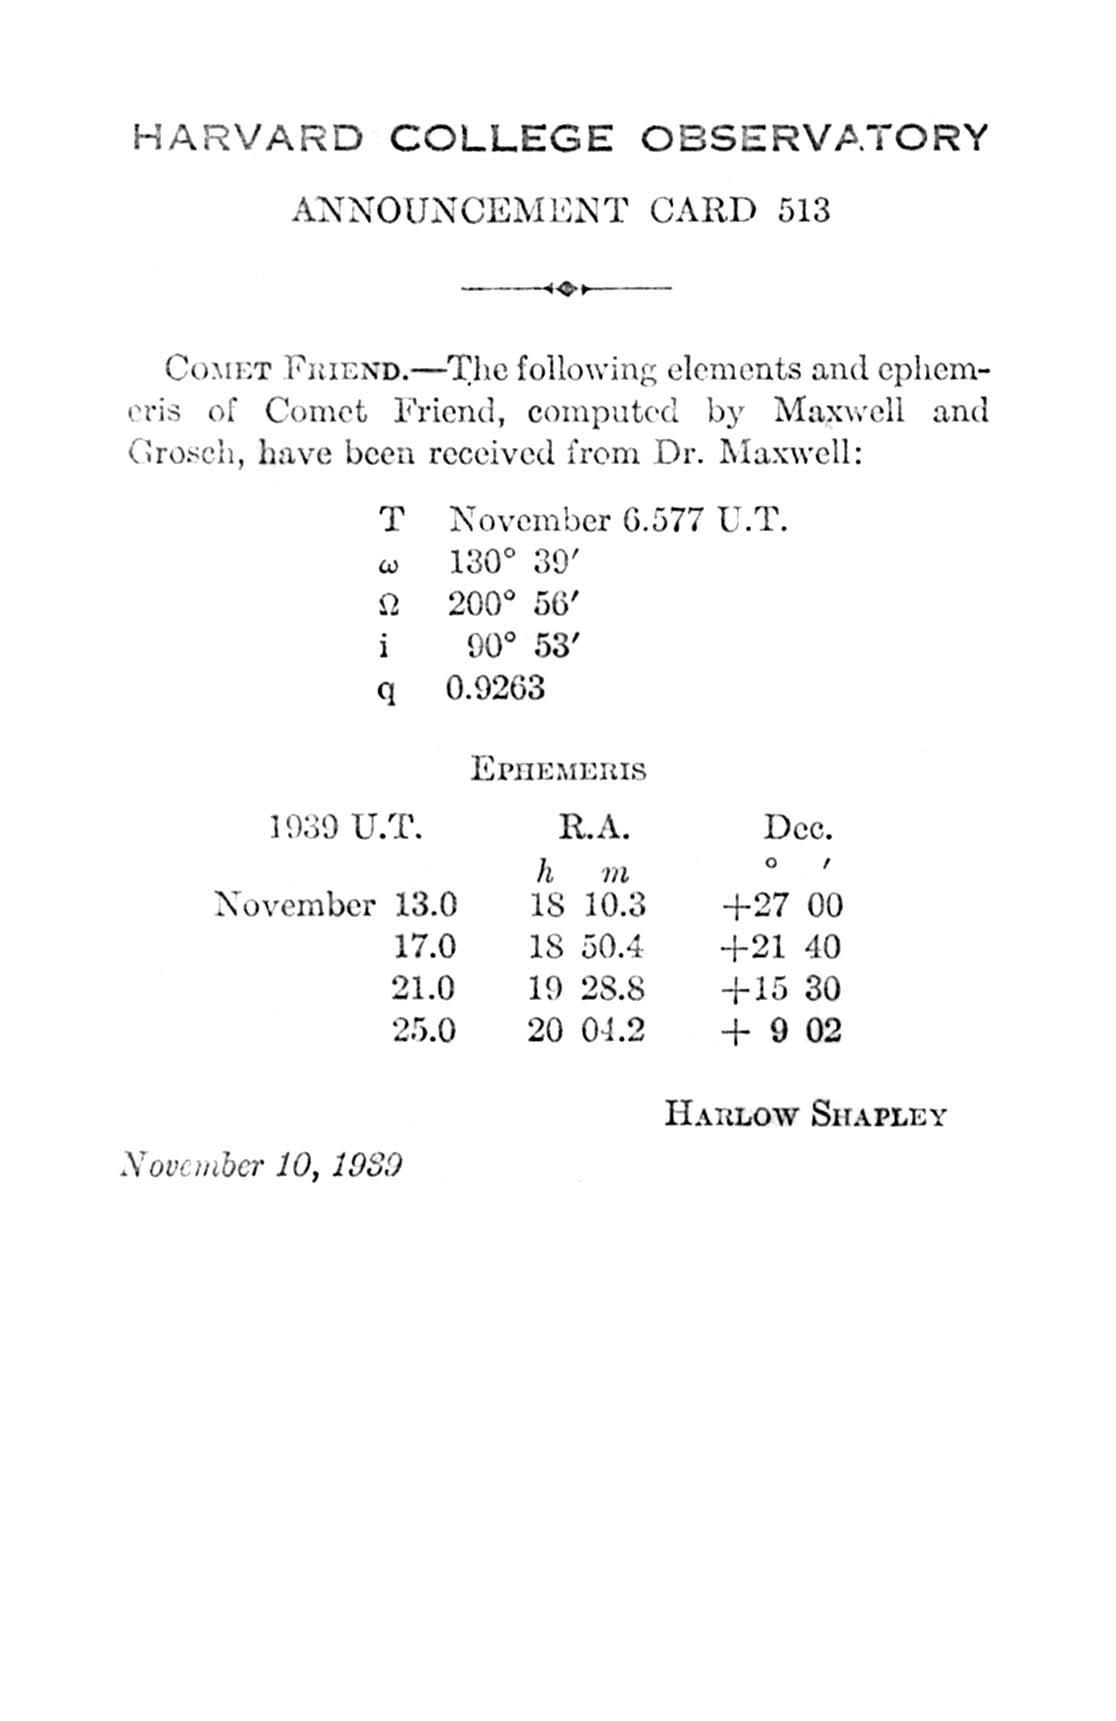 HARVARD COLLEGE OBSERVATORY
ANNOUNCEMENT CARD 513
COMET FRIEND.—The following elements and ephem-
eris of Comet Friend, computed by Maxwell and
Grosch, have been received from Dr. Maxwell:
T November 6.577 U.T.
ω 130° 39′
Ω 200° 56′
i 90° 53′
q 0.9263
EPHEMERIS
1939 U.T. R.A. Dec.
h m ° ′
November 13.0 18 10.3 +27 00
17.0 18 50.4 +21 40
21.0 19 28.8 +15 30
25.0 20 04.2 + 9 02
HARLOW SHAPLEY
November 10, 1939